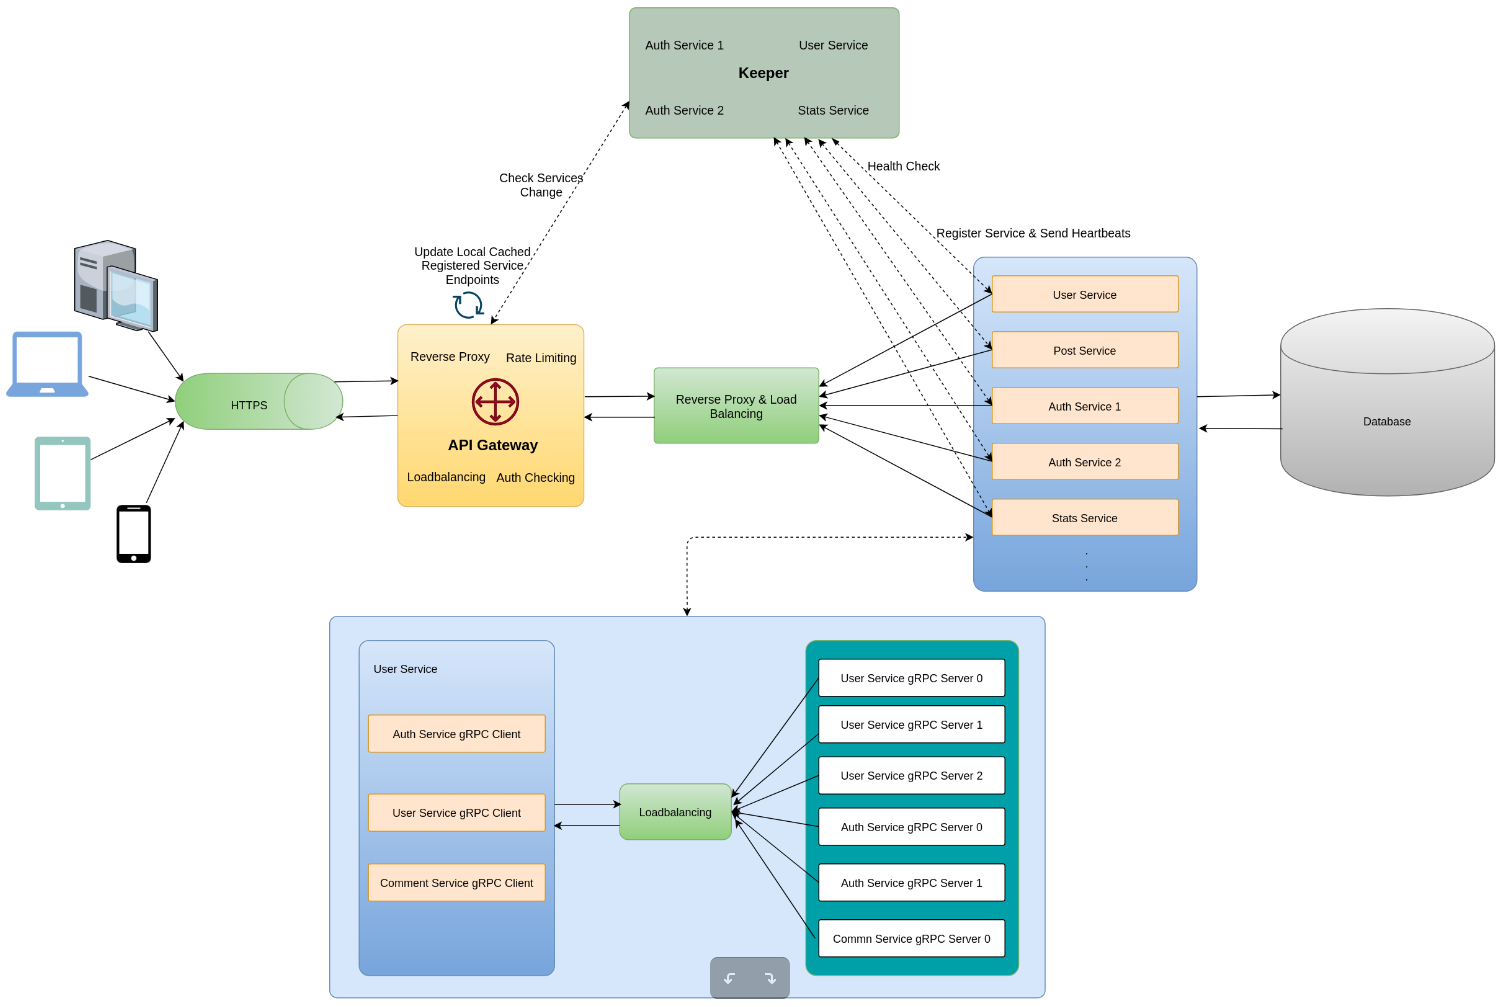 Auth Service 1
User Service
Keeper
Auth Service 2
Stats Service
Health Check
Check Services
Change
Register Service & Send Heartbeats
Update Local Cached
Registered Service
Endpoints
HTTPS
Reverse Proxy
Rate Limiting
API Gateway
Loadbalancing
Auth Checking
Reverse Proxy & Load
Balancing
User Service
Post Service
Auth Service 1
Auth Service 2
Stats Service
.
.
.
Database
User Service
Auth Service gRPC Client
User Service gRPC Client
Comment Service gRPC Client
Loadbalancing
User Service gRPC Server 0
User Service gRPC Server 1
User Service gRPC Server 2
Auth Service gRPC Server 0
Auth Service gRPC Server 1
Commn Service gRPC Server 0